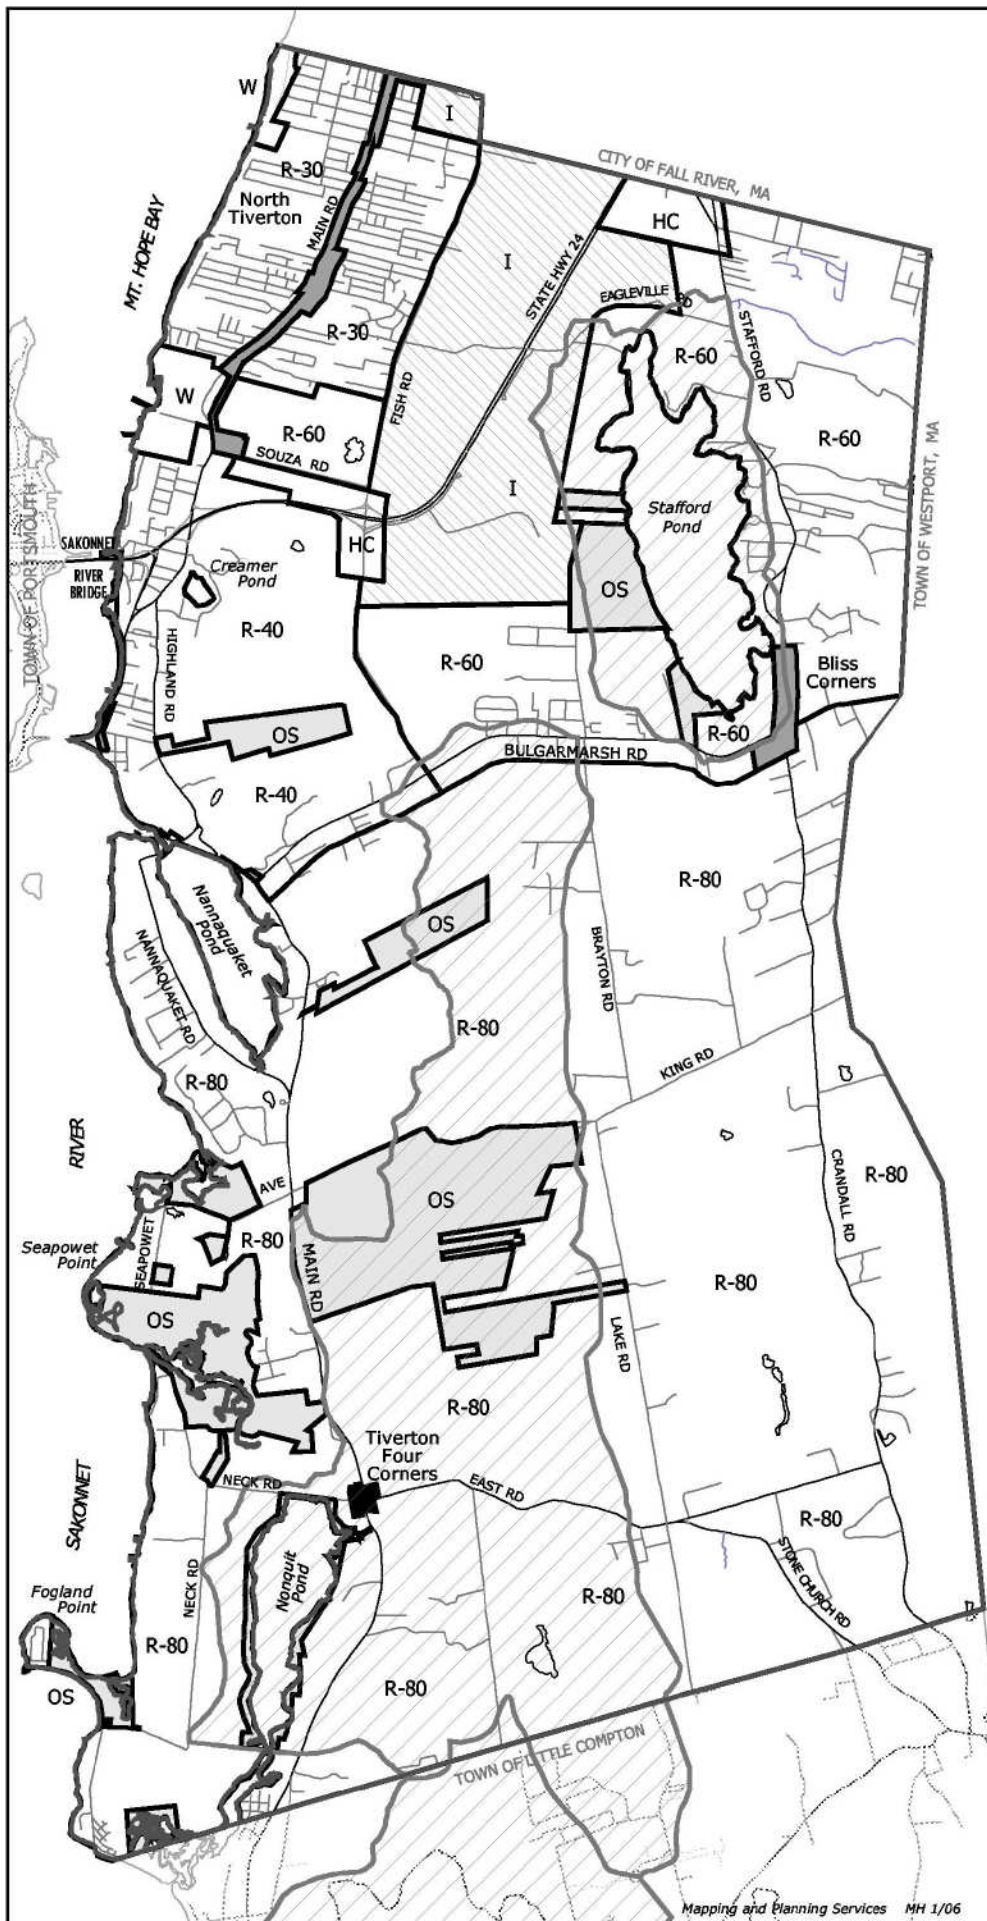 W
I
CITY OF FALL RIVER, MA
R-30
North
Tiverton
MAIN RD
HC
MT. HOPE BAY
I
STATE HWY 24
EAGLEVILLE RD
R-30
R-60
STAFFORD RD
W
FISH RD
R-60
R-60
SOUZA RD
I
Stafford
Pond
TOWN OF WESTPORT, MA
TOWN OF PORTSMOUTH
SAKONNET
RIVER
BRIDGE
HC
Creamer
Pond
OS
R-40
HIGHLAND RD
R-60
Bliss
Corners
OS
R-60
BULGARMARSH RD
R-40
R-80
Nannaquaket
Pond
OS
NANNAQUAKET RD
BRAYTON RD
R-80
KING RD
R-80
RIVER
AVE
OS
CRANDALL RD
R-80
Seapowet
Point
SEAPOWET
R-80
MAIN RD
R-80
OS
LAKE RD
R-80
Tiverton
Four
Corners
NECK RD
EAST RD
SAKONNET
R-80
STONE CHURCH RD
Nonquit
Pond
NECK RD
Fogland
Point
R-80
R-80
OS
R-80
TOWN OF LITTLE COMPTON
Mapping and Planning Services MH 1/06